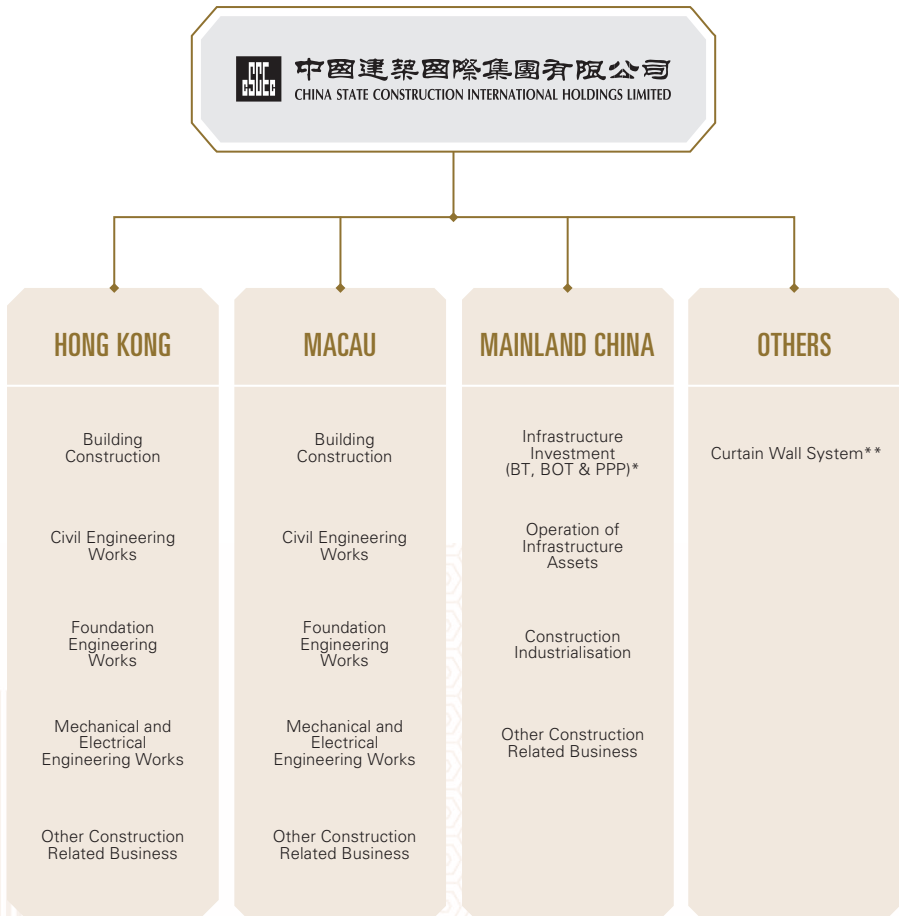 CSCEC
中國建築國際集團有限公司
CHINA STATE CONSTRUCTION INTERNATIONAL HOLDINGS LIMITED
HONG KONG
Building
Construction
Civil Engineering
Works
Foundation
Engineering
Works
Mechanical and
Electrical
Engineering Works
Other Construction
Related Business
MACAU
Building
Construction
Civil Engineering
Works
Foundation
Engineering
Works
Mechanical and
Electrical
Engineering Works
Other Construction
Related Business
MAINLAND CHINA
Infrastructure
Investment
(BT, BOT & PPP)*
Operation of
Infrastructure
Assets
Construction
Industrialisation
Other Construction
Related Business
OTHERS
Curtain Wall System**